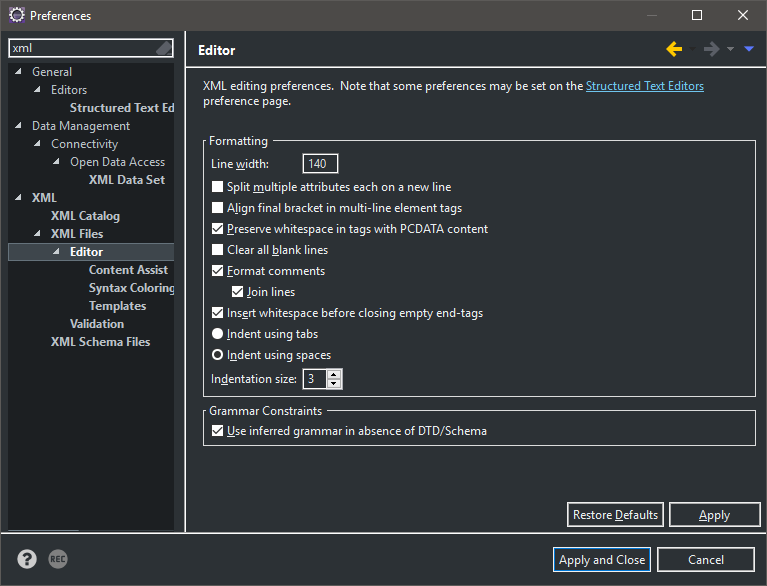 Preferences
xml
General
Editors
Structured Text Ed
Data Management
Connectivity
Open Data Access
XML Data Set
XML
XML Catalog
XML Files
Editor
Content Assist
Syntax Coloring
Templates
Validation
XML Schema Files
Editor
XML editing preferences.  Note that some preferences may be set on the Structured Text Editors
preference page.
Formatting
Line width: 140
Split multiple attributes each on a new line
Align final bracket in multi-line element tags
Preserve whitespace in tags with PCDATA content
Clear all blank lines
Format comments
Join lines
Insert whitespace before closing empty end-tags
Indent using tabs
Indent using spaces
Indentation size: 3
Grammar Constraints
Use inferred grammar in absence of DTD/Schema
Restore Defaults Apply
? REC Apply and Close Cancel